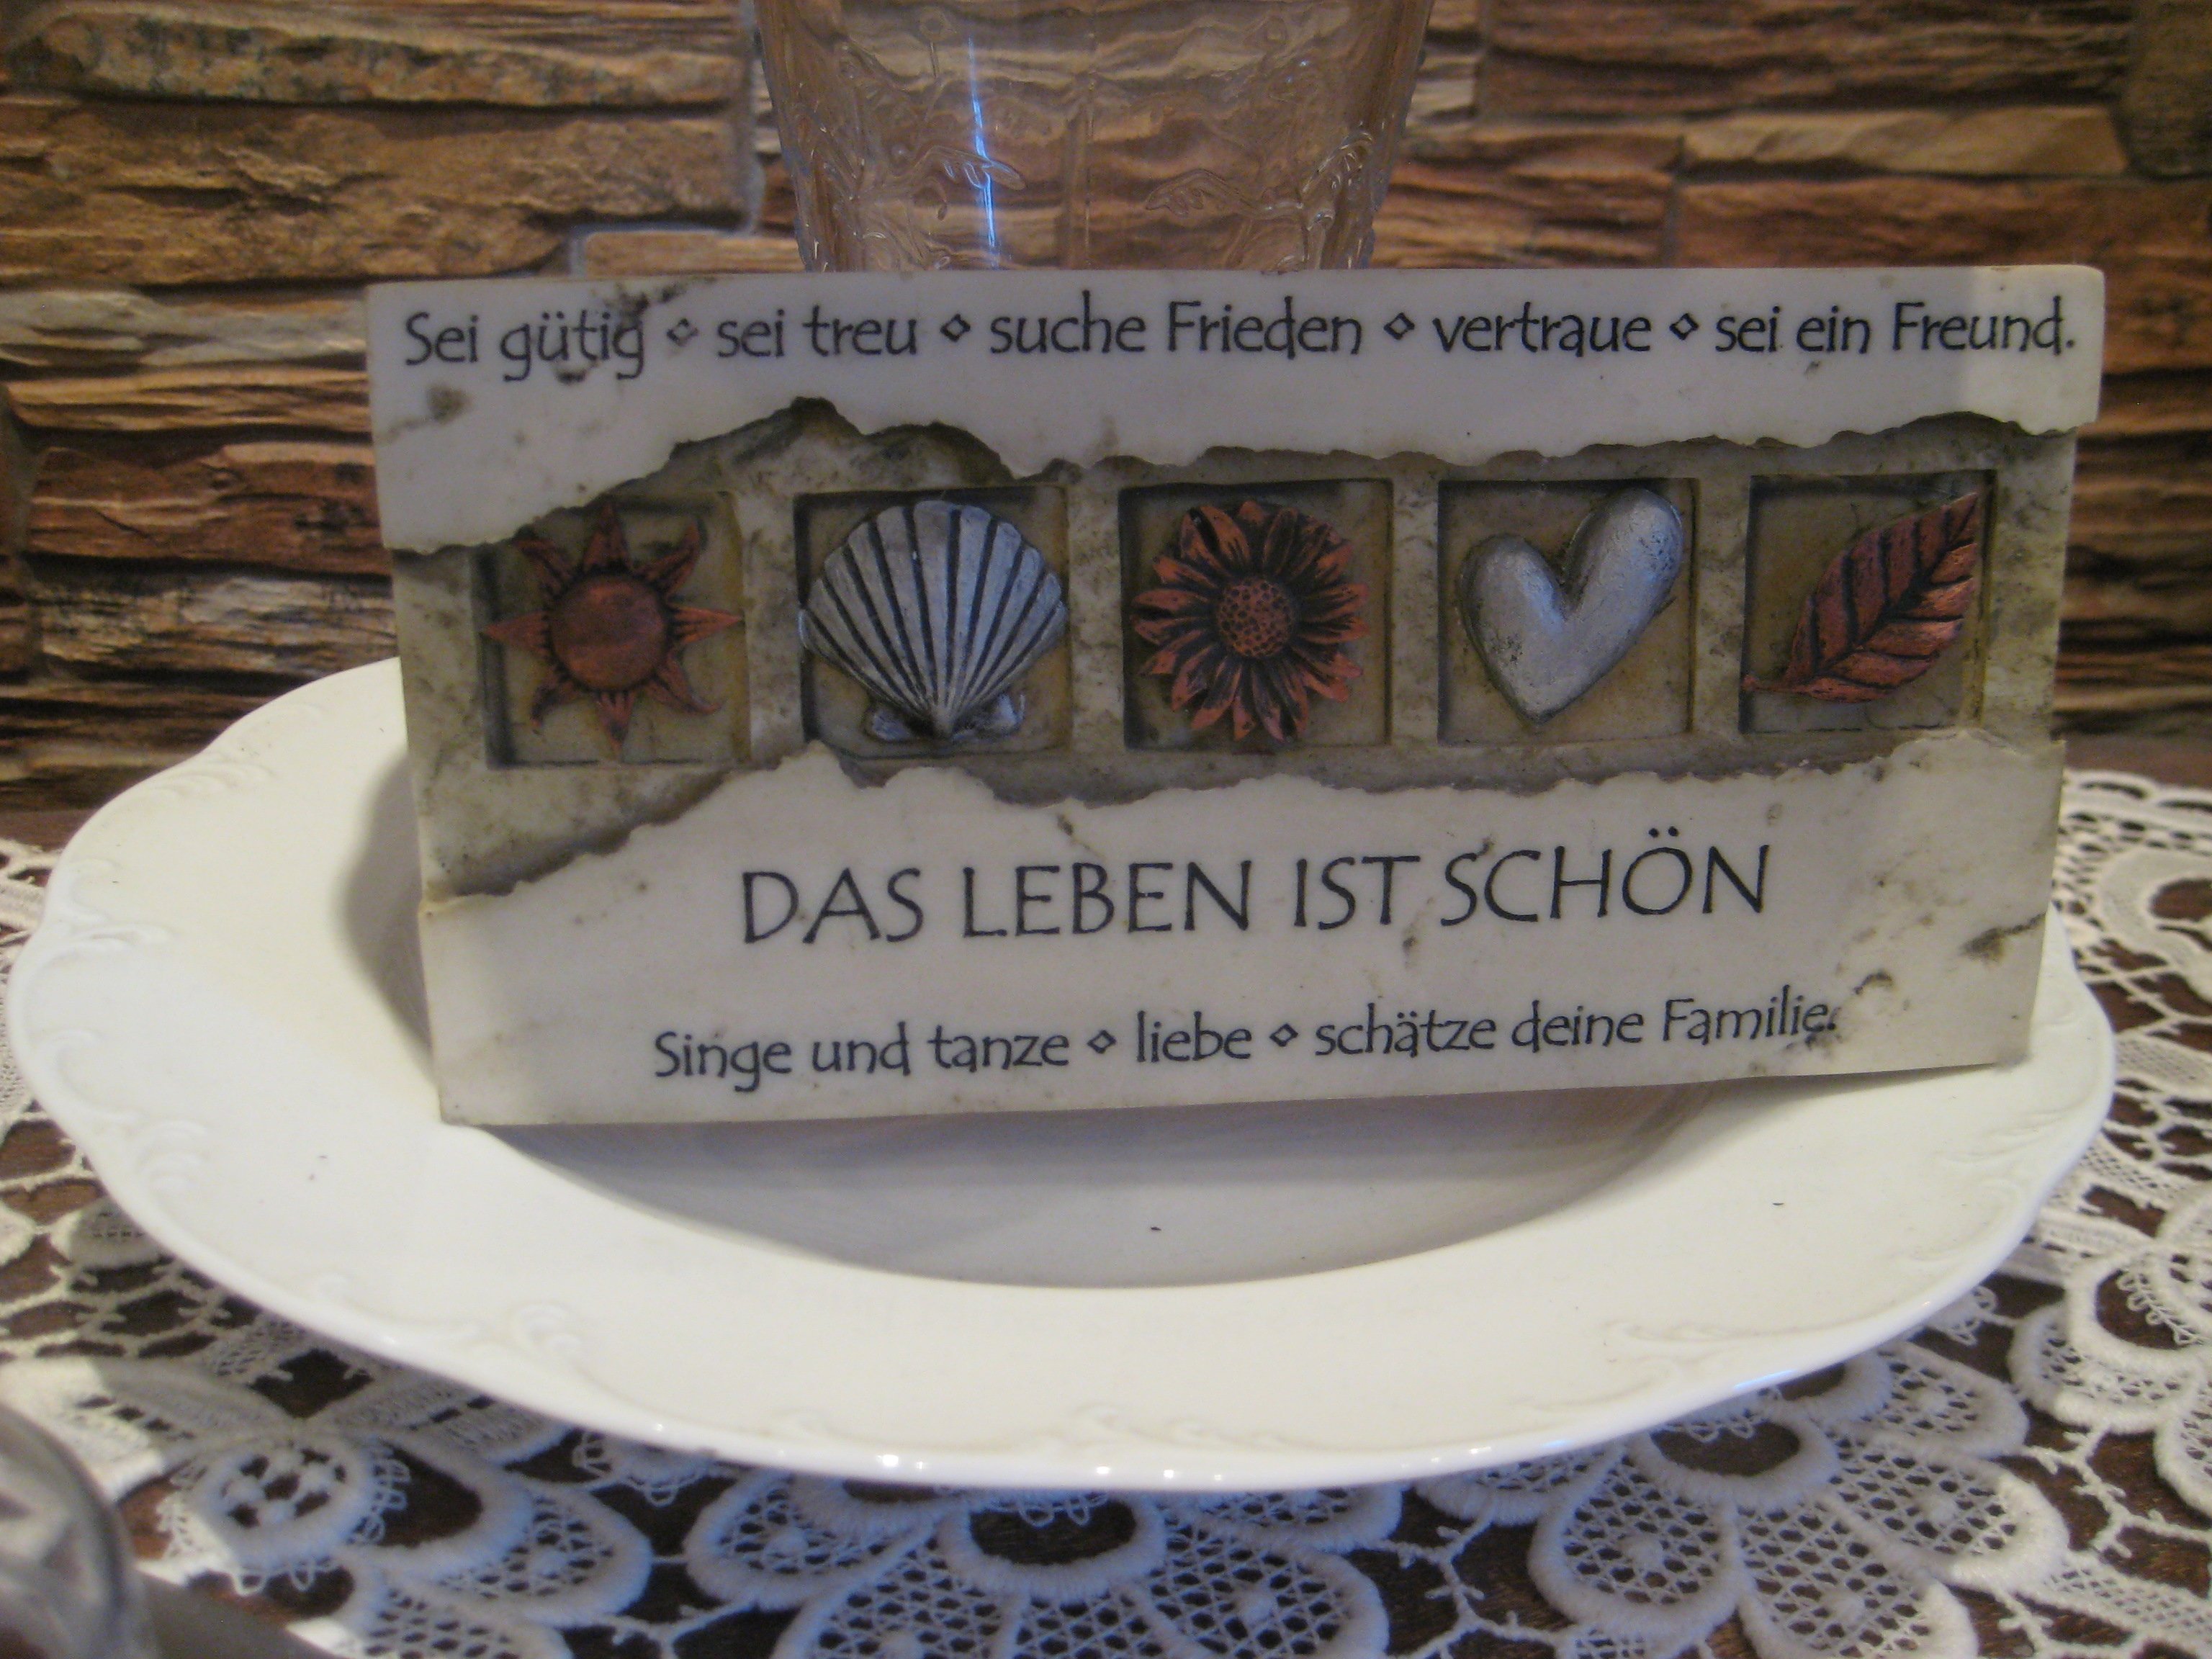 Sei gütig ⋄ sei treu ⋄ suche Frieden ⋄ vertraue ⋄ sei ein Freund.
DAS LEBEN IST SCHÖN
Singe und tanze ⋄ liebe ⋄ schätze deine Familie.